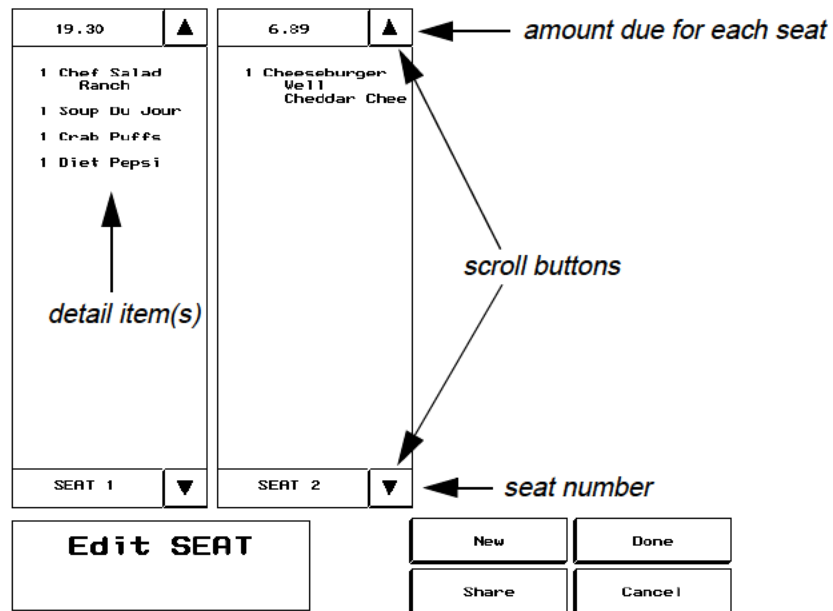 19.30
6.89
amount due for each seat
1 Chef Salad
Ranch
1 Soup Du Jour
1 Crab Puffs
1 Diet Pepsi
1 Cheeseburger
Well
Cheddar Chee
scroll buttons
detail item(s)
SEAT 1
SEAT 2
seat number
Edit SEAT
New
Done
Share
Cancel